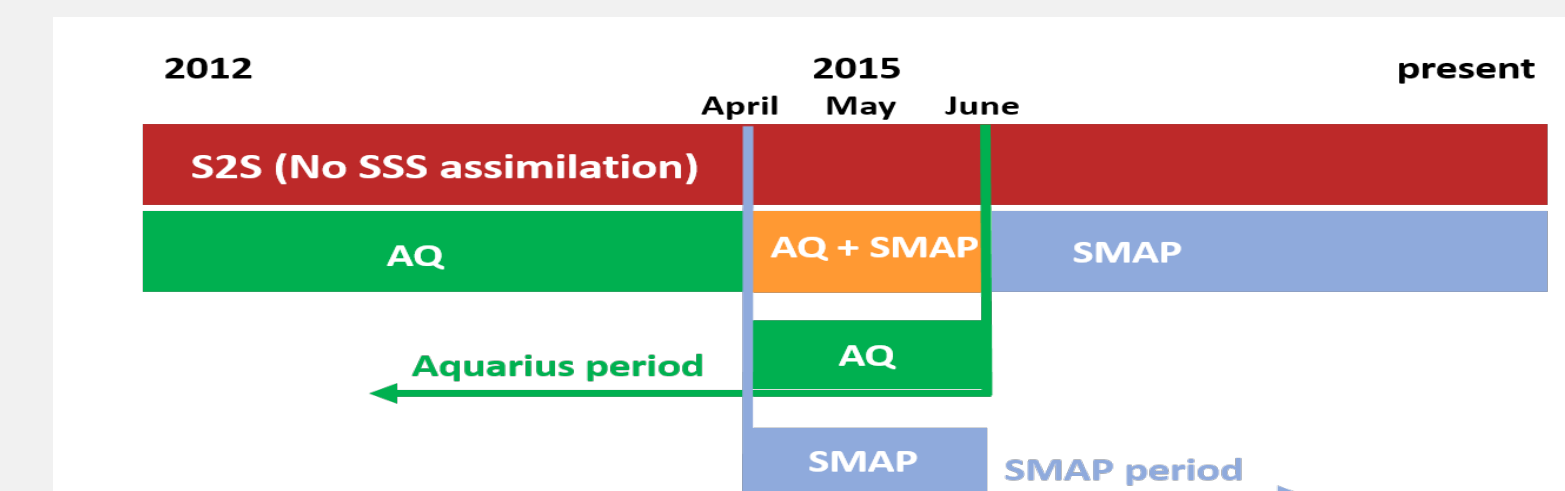 2012 2015 present
April May June
S2S (No SSS assimilation)
AQ AQ + SMAP SMAP
Aquarius period AQ
SMAP SMAP period